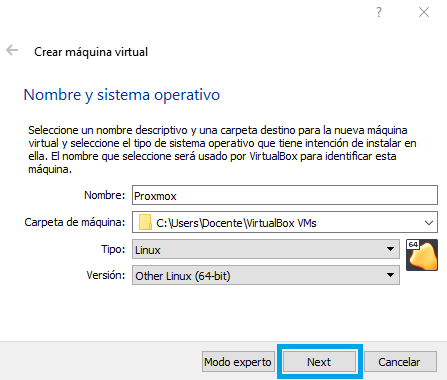 ?
Crear máquina virtual
Nombre y sistema operativo
Seleccione un nombre descriptivo y una carpeta destino para la nueva máquina
virtual y seleccione el tipo de sistema operativo que tiene intención de instalar en
ella. El nombre que seleccione será usado por VirtualBox para identificar esta
máquina.
Nombre: Proxmox
Carpeta de máquina: C:\Users\Docente\VirtualBox VMs
Tipo: Linux
64
Versión: Other Linux (64-bit)
Modo experto Next Cancelar